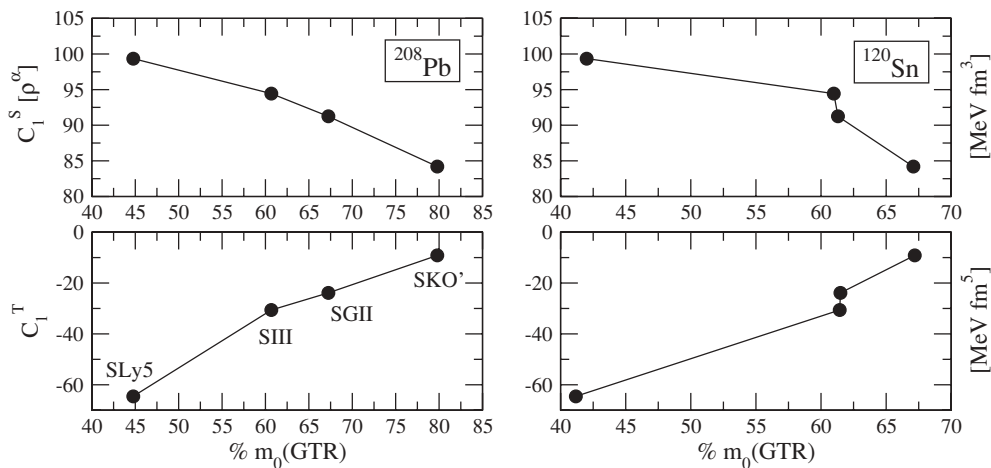 105
100
95
90
85
80
C₁ˢ [ρᵅ]
²⁰⁸Pb
40 45 50 55 60 65 70 75 80 85
¹²⁰Sn
[MeV fm³]
40 45 50 55 60 65 70
0
-20
-40
-60
C₁ᵀ
SLy5
SIII
SGII
SKO’
40 45 50 55 60 65 70 75 80 85
% m₀(GTR)
105
100
95
90
85
80
0
-20
-40
-60
[MeV fm⁵]
40 45 50 55 60 65 70
% m₀(GTR)